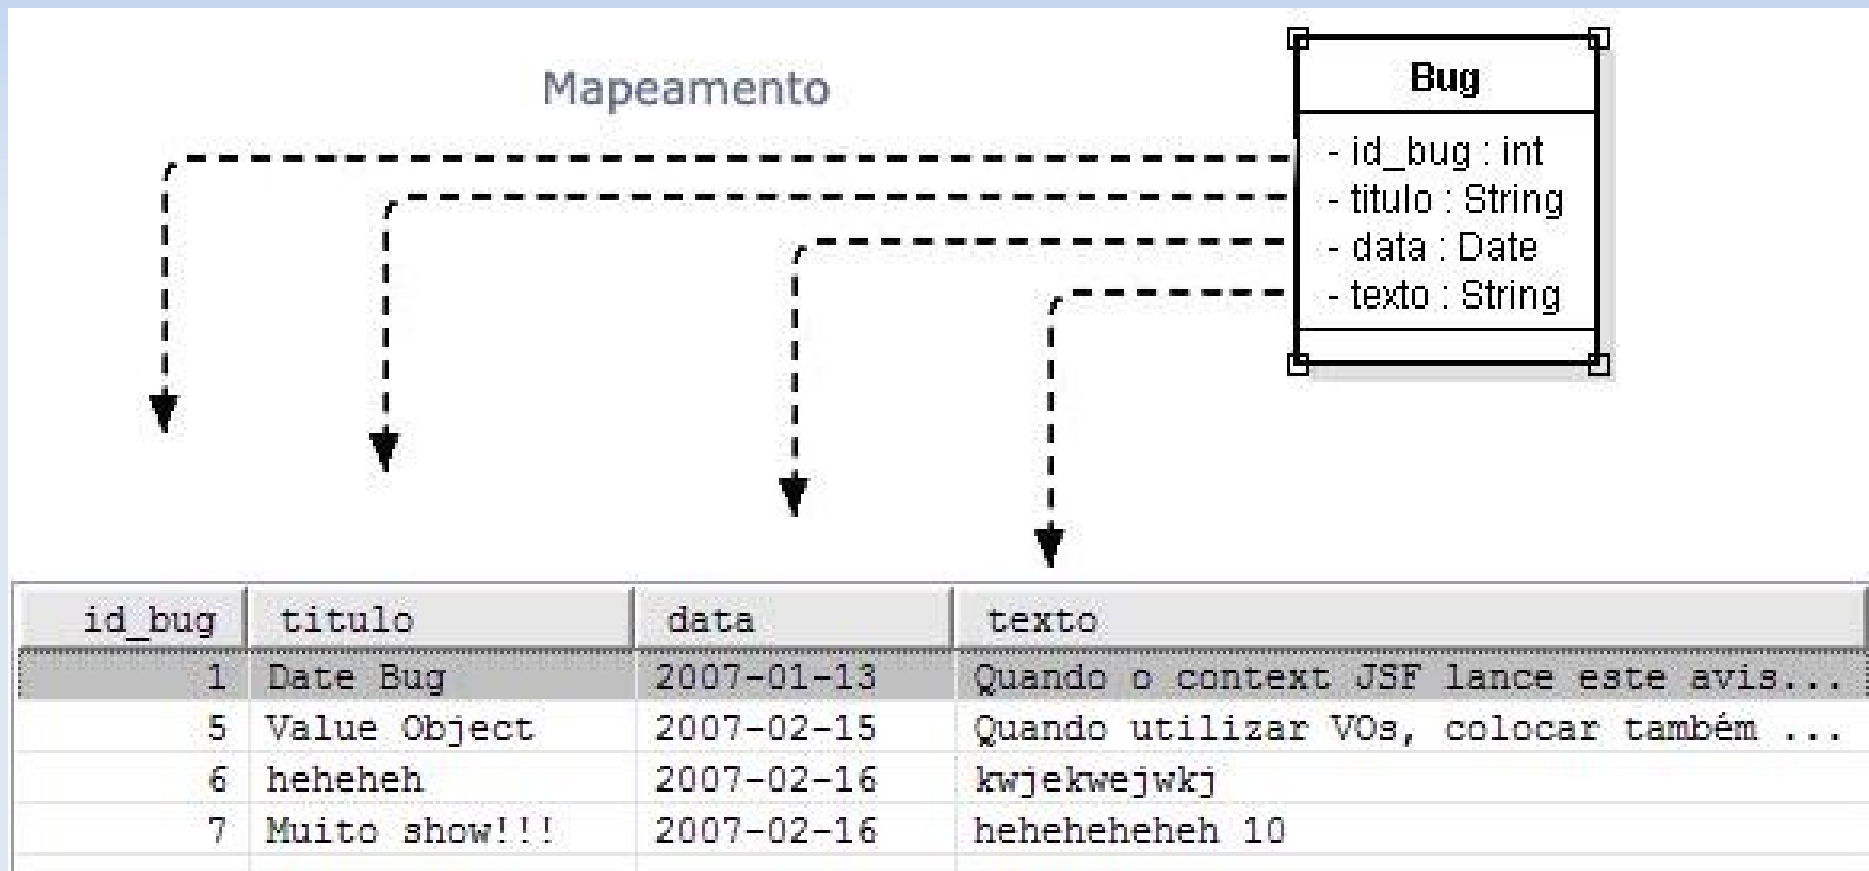 Mapeamento
Bug
- id_bug : int
- titulo : String
- data : Date
- texto : String
id_bug titulo data texto
1 Date Bug 2007-01-13 Quando o context JSF lance este avis...
5 Value Object 2007-02-15 Quando utilizar VOs, colocar também ...
6 heheheh 2007-02-16 kwjekwejwkj
7 Muito show!!! 2007-02-16 heheheheheh 10